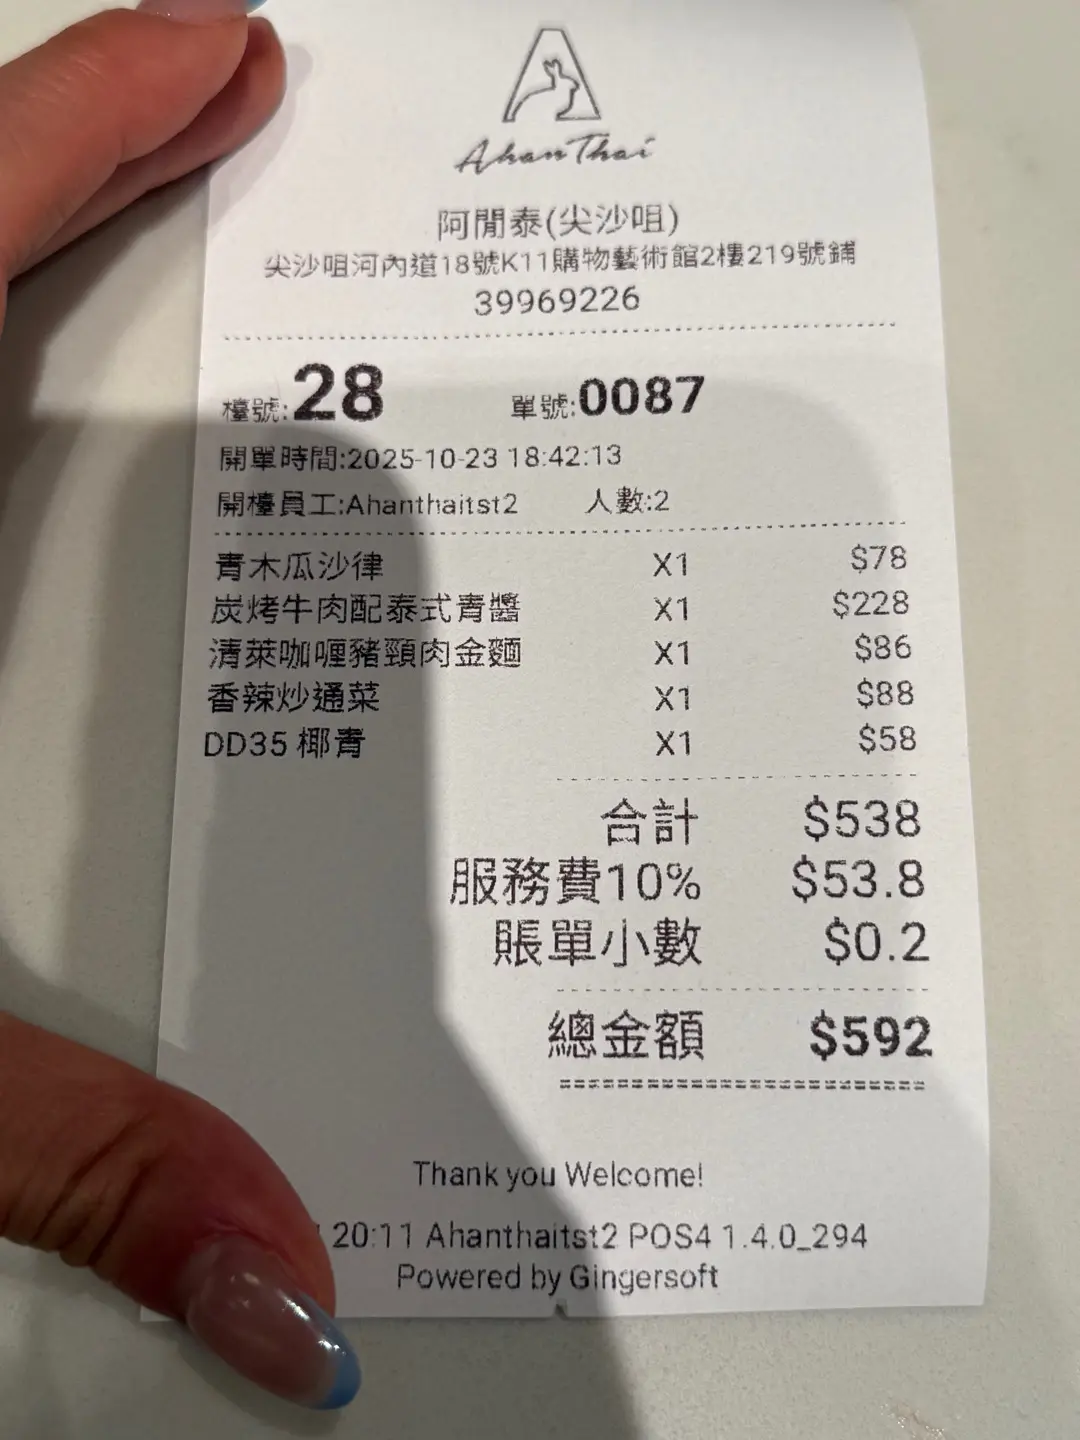 AhanThai
阿閒泰(尖沙咀)
尖沙咀河內道18號K11購物藝術館2樓219號鋪
39969226
檯號:28 單號:0087
開單時間:2025-10-23 18:42:13
開檯員工:Ahanthaitst2 人數:2
青木瓜沙律 X1 $78
炭烤牛肉配泰式青醬 X1 $228
清萊咖喱豬頸肉金麵 X1 $86
香辣炒通菜 X1 $88
DD35 椰青 X1 $58
合計 $538
服務費10% $53.8
賬單小數 $0.2
總金額 $592
Thank you Welcome!
20:11 Ahanthaitst2 POS4 1.4.0_294
Powered by Gingersoft